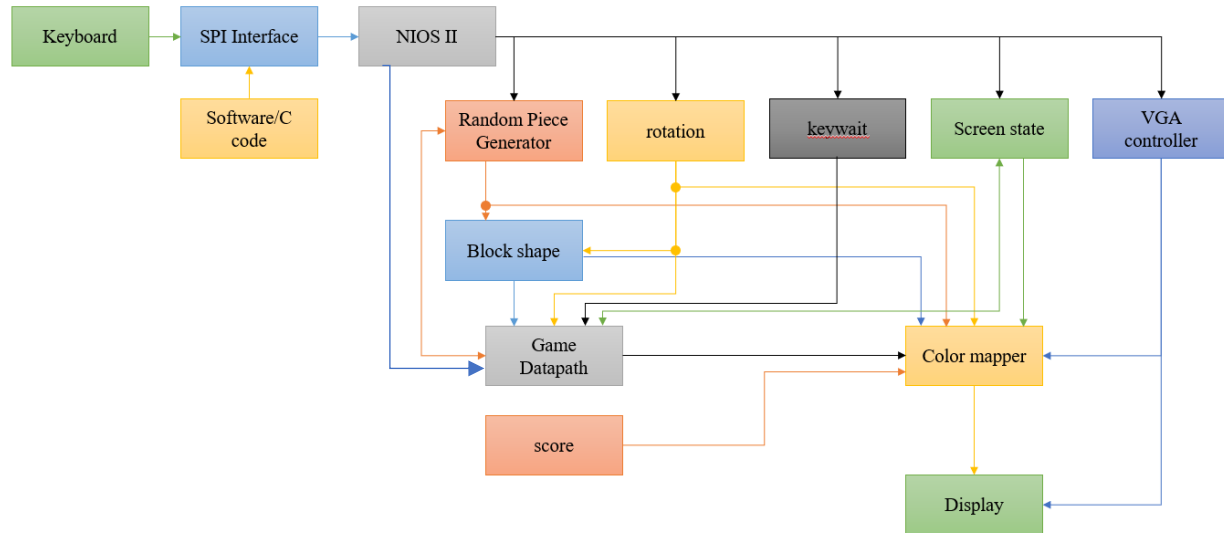 Keyboard
SPI Interface
NIOS II
Software/C
code
Random Piece
Generator
rotation
keywait
Screen state
VGA
controller
Block shape
Game
Datapath
Color mapper
score
Display